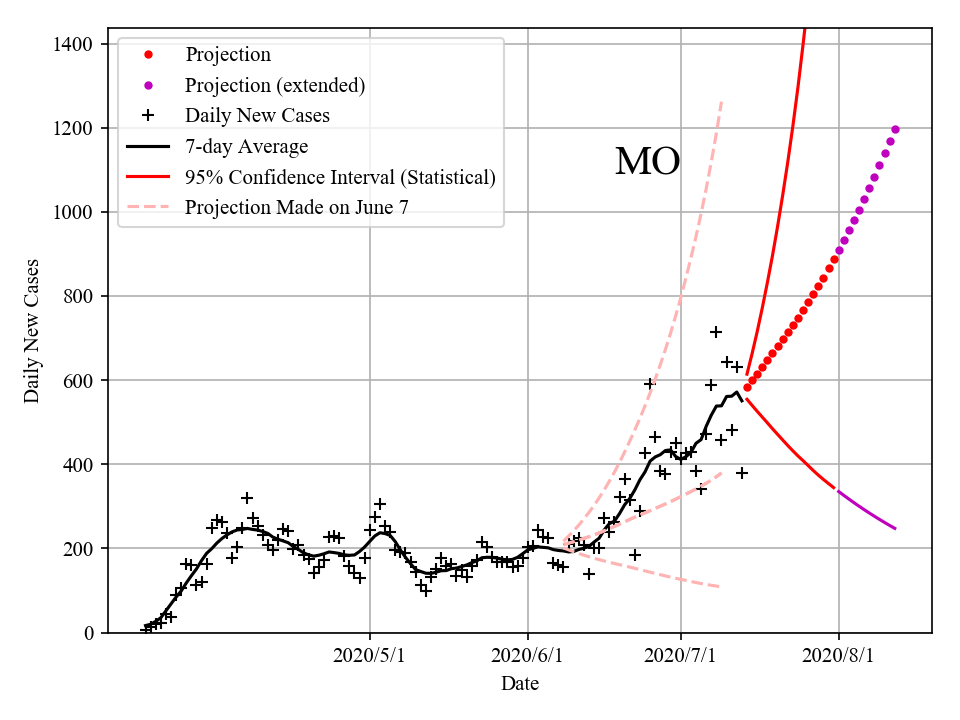 1400
1200
1000
800
600
400
200
0
Daily New Cases
Projection
Projection (extended)
Daily New Cases
7-day Average
95% Confidence Interval (Statistical)
Projection Made on June 7
MO
2020/5/1
2020/6/1
2020/7/1
2020/8/1
Date